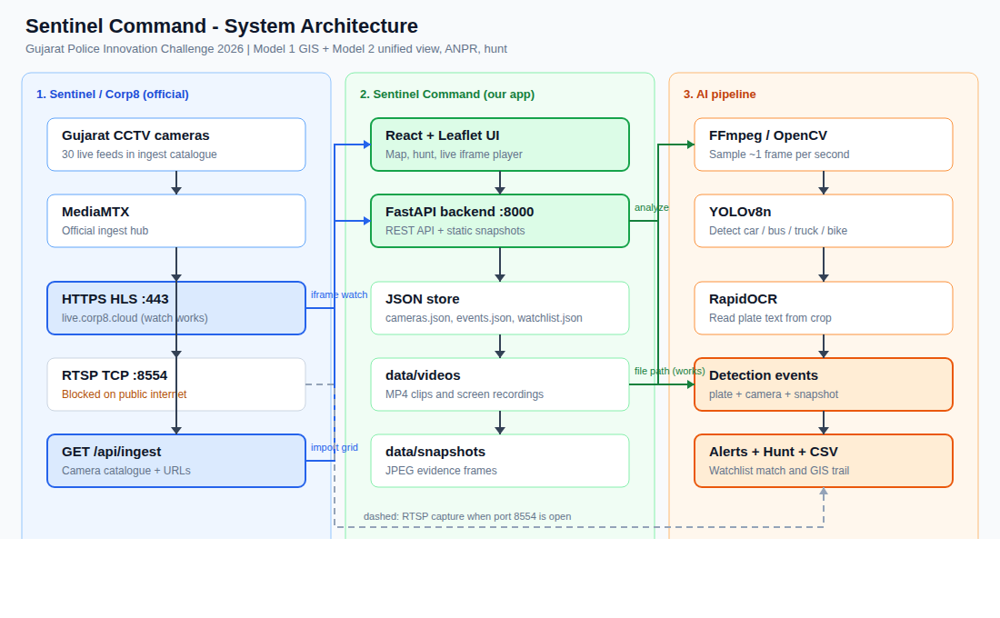 Sentinel Command - System Architecture
Gujarat Police Innovation Challenge 2026 | Model 1 GIS + Model 2 unified view, ANPR, hunt
1. Sentinel / Corp8 (official)
Gujarat CCTV cameras
30 live feeds in ingest catalogue
MediaMTX
Official ingest hub
HTTPS HLS :443
live.corp8.cloud (watch works)
RTSP TCP :8554
Blocked on public internet
GET /api/ingest
Camera catalogue + URLs
iframe watch
import grid
2. Sentinel Command (our app)
React + Leaflet UI
Map, hunt, live iframe player
FastAPI backend :8000
REST API + static snapshots
JSON store
cameras.json, events.json, watchlist.json
data/videos
MP4 clips and screen recordings
data/snapshots
JPEG evidence frames
analyze
file path (works)
3. AI pipeline
FFmpeg / OpenCV
Sample ~1 frame per second
YOLOv8n
Detect car / bus / truck / bike
RapidOCR
Read plate text from crop
Detection events
plate + camera + snapshot
Alerts + Hunt + CSV
Watchlist match and GIS trail
dashed: RTSP capture when port 8554 is open